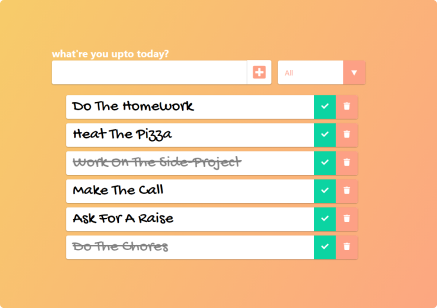 what're you upto today?
All
Do The Homework
Heat The Pizza
Work On The Side-Project
Make The Call
Ask For A Raise
Do The Chores